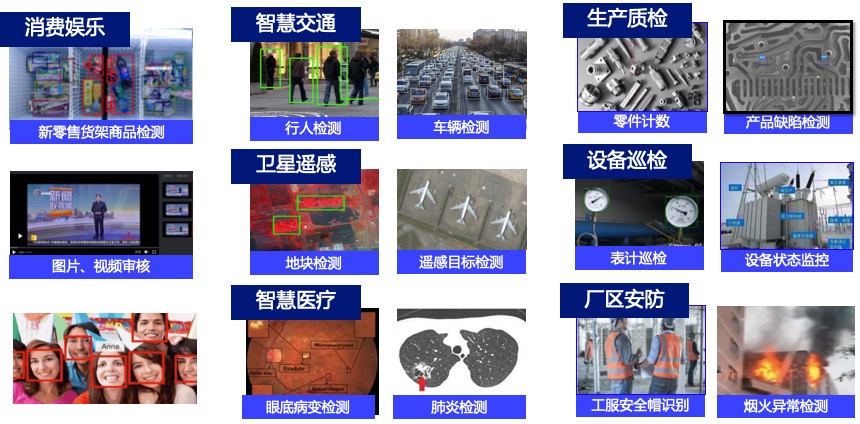 消费娱乐
新零售货架商品检测
图片、视频审核
Anna
智慧交通
行人检测
车辆检测
卫星遥感
地块检测
遥感目标检测
智慧医疗
Microaneurysms
Exudate
眼底病变检测
肺炎检测
生产质检
零件计数
产品缺陷检测
设备巡检
表计巡检
设备状态监控
厂区安防
工服安全帽识别
烟火异常检测